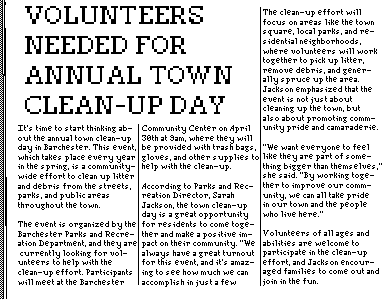 VOLUNTEERS
NEEDED FOR
ANNUAL TOWN
CLEAN-UP DAY
It's time to start thinking ab-
out the annual town clean-up
day in Barchester. This event,
which takes place every year
in the spring, is a community-
wide effort to clean up litter
and debris from the streets,
parks, and public areas
throughout the town.

The event is organized by the
Barchester Parks and Recre-
ation Department, and they are
currently looking for vol-
unteers to help with the
clean-up effort. Participants
will meet at the Barchester
Community Center on April
30th at 9am, where they will
be provided with trash bags,
gloves, and other supplies to
help with the clean-up.

According to Parks and Rec-
reation Director, Sarah
Jackson, the town clean-up
day is a great opportunity
for residents to come toge-
ther and make a positive im-
pact on their community. "We
always have a great turnout
for this event, and it's amaz-
ing to see how much we can
accomplish in just a few
The clean-up effort will
focus on areas like the town
square, local parks, and re-
sidential neighborhoods,
where volunteers will work
together to pick up litter,
remove debris, and gener-
ally spruce up the area.
Jackson emphasized that the
event is not just about
cleaning up the town, but
also about promoting comm-
unity pride and camaraderie.

"We want everyone to feel
like they are part of some-
thing bigger than themselves,"
she said. "By working toge-
ther to improve our comm-
unity, we can all take pride
in our town and the people
who live here."

Volunteers of all ages and
abilities are welcome to
participate in the clean-up
effort, and Jackson encour-
aged families to come out and
join in the fun.